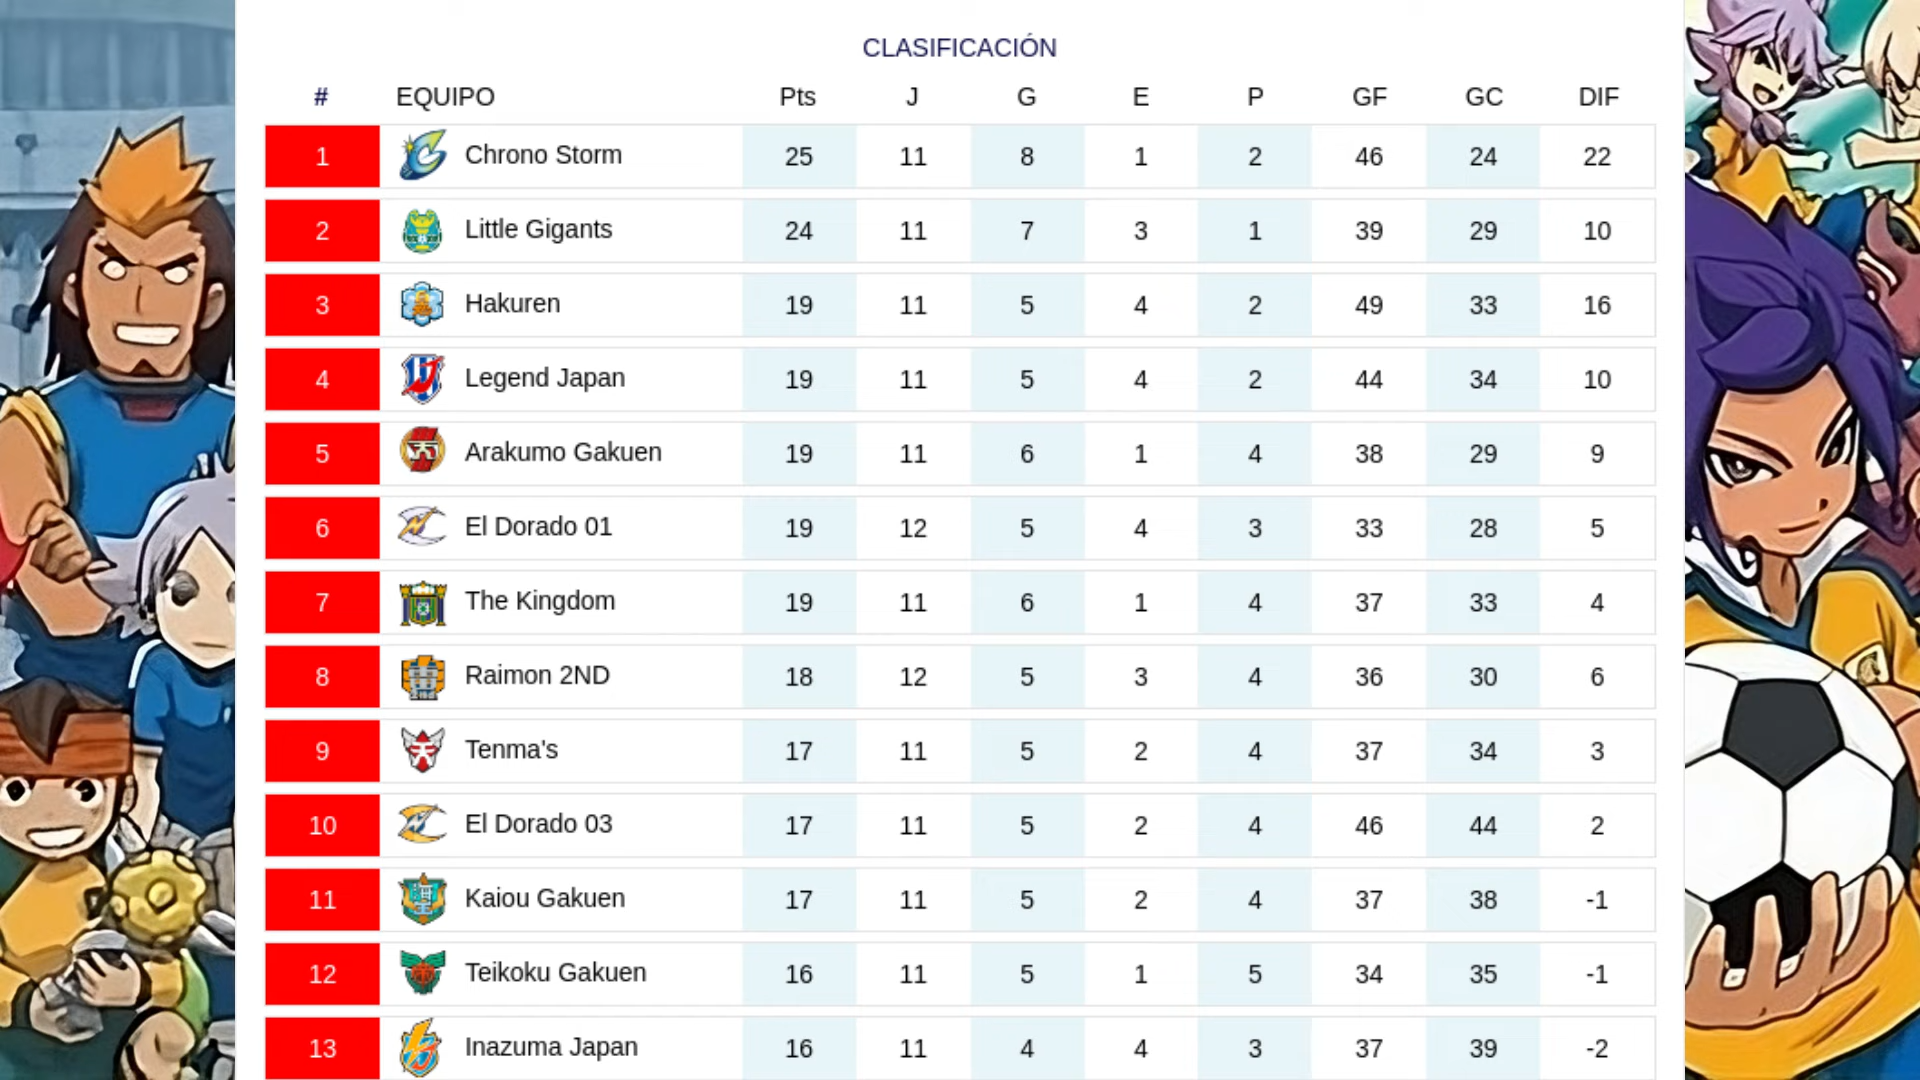 CLASIFICACIÓN
# EQUIPO Pts J G E P GF GC DIF
1 Chrono Storm 25 11 8 1 2 46 24 22
2 Little Gigants 24 11 7 3 1 39 29 10
3 Hakuren 19 11 5 4 2 49 33 16
4 Legend Japan 19 11 5 4 2 44 34 10
5 Arakumo Gakuen 19 11 6 1 4 38 29 9
6 El Dorado 01 19 12 5 4 3 33 28 5
7 The Kingdom 19 11 6 1 4 37 33 4
8 Raimon 2ND 18 12 5 3 4 36 30 6
9 Tenma's 17 11 5 2 4 37 34 3
10 El Dorado 03 17 11 5 2 4 46 44 2
11 Kaiou Gakuen 17 11 5 2 4 37 38 -1
12 Teikoku Gakuen 16 11 5 1 5 34 35 -1
13 Inazuma Japan 16 11 4 4 3 37 39 -2